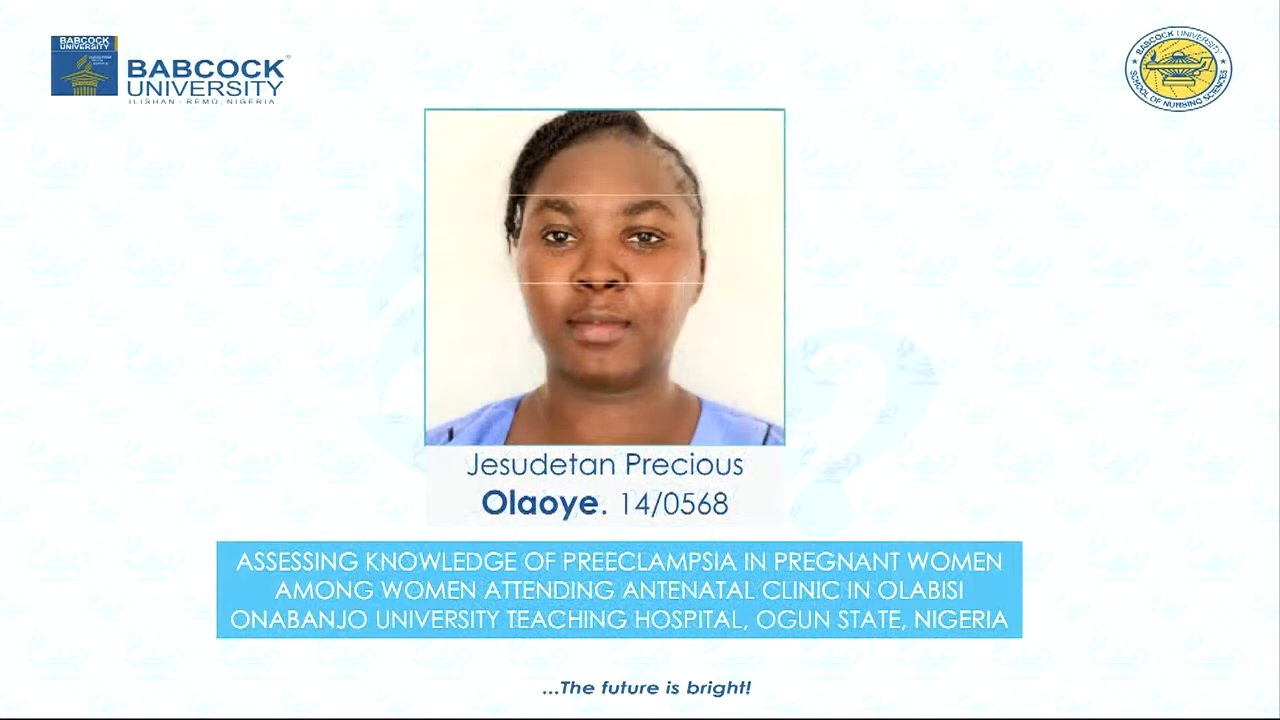 BABCOCK UNIVERSITY
BABCOCK
UNIVERSITY
ILISHAN - REMO, NIGERIA.
BABCOCK UNIVERSITY
SCHOOL OF NURSING SCIENCES
Jesudetan Precious
Olaoye. 14/0568
ASSESSING KNOWLEDGE OF PREECLAMPSIA IN PREGNANT WOMEN
AMONG WOMEN ATTENDING ANTENATAL CLINIC IN OLABISI
ONABANJO UNIVERSITY TEACHING HOSPITAL, OGUN STATE, NIGERIA
...The future is bright!